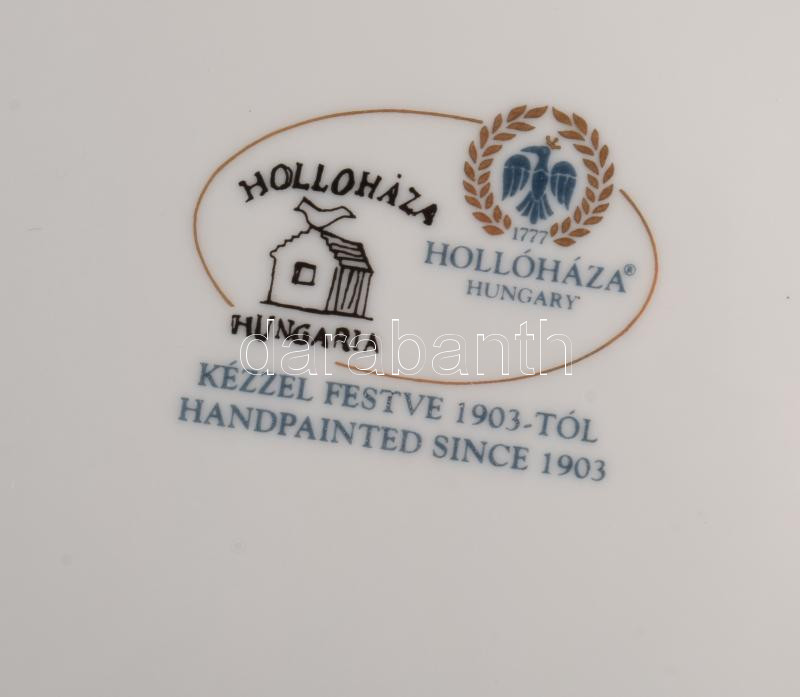 HOLLOHÁZA
HUNGARIA
1777
HOLLÓHÁZA®
HUNGARY
KÉZZEL FESTVE 1903-TÓL
HANDPAINTED SINCE 1903
darabanth